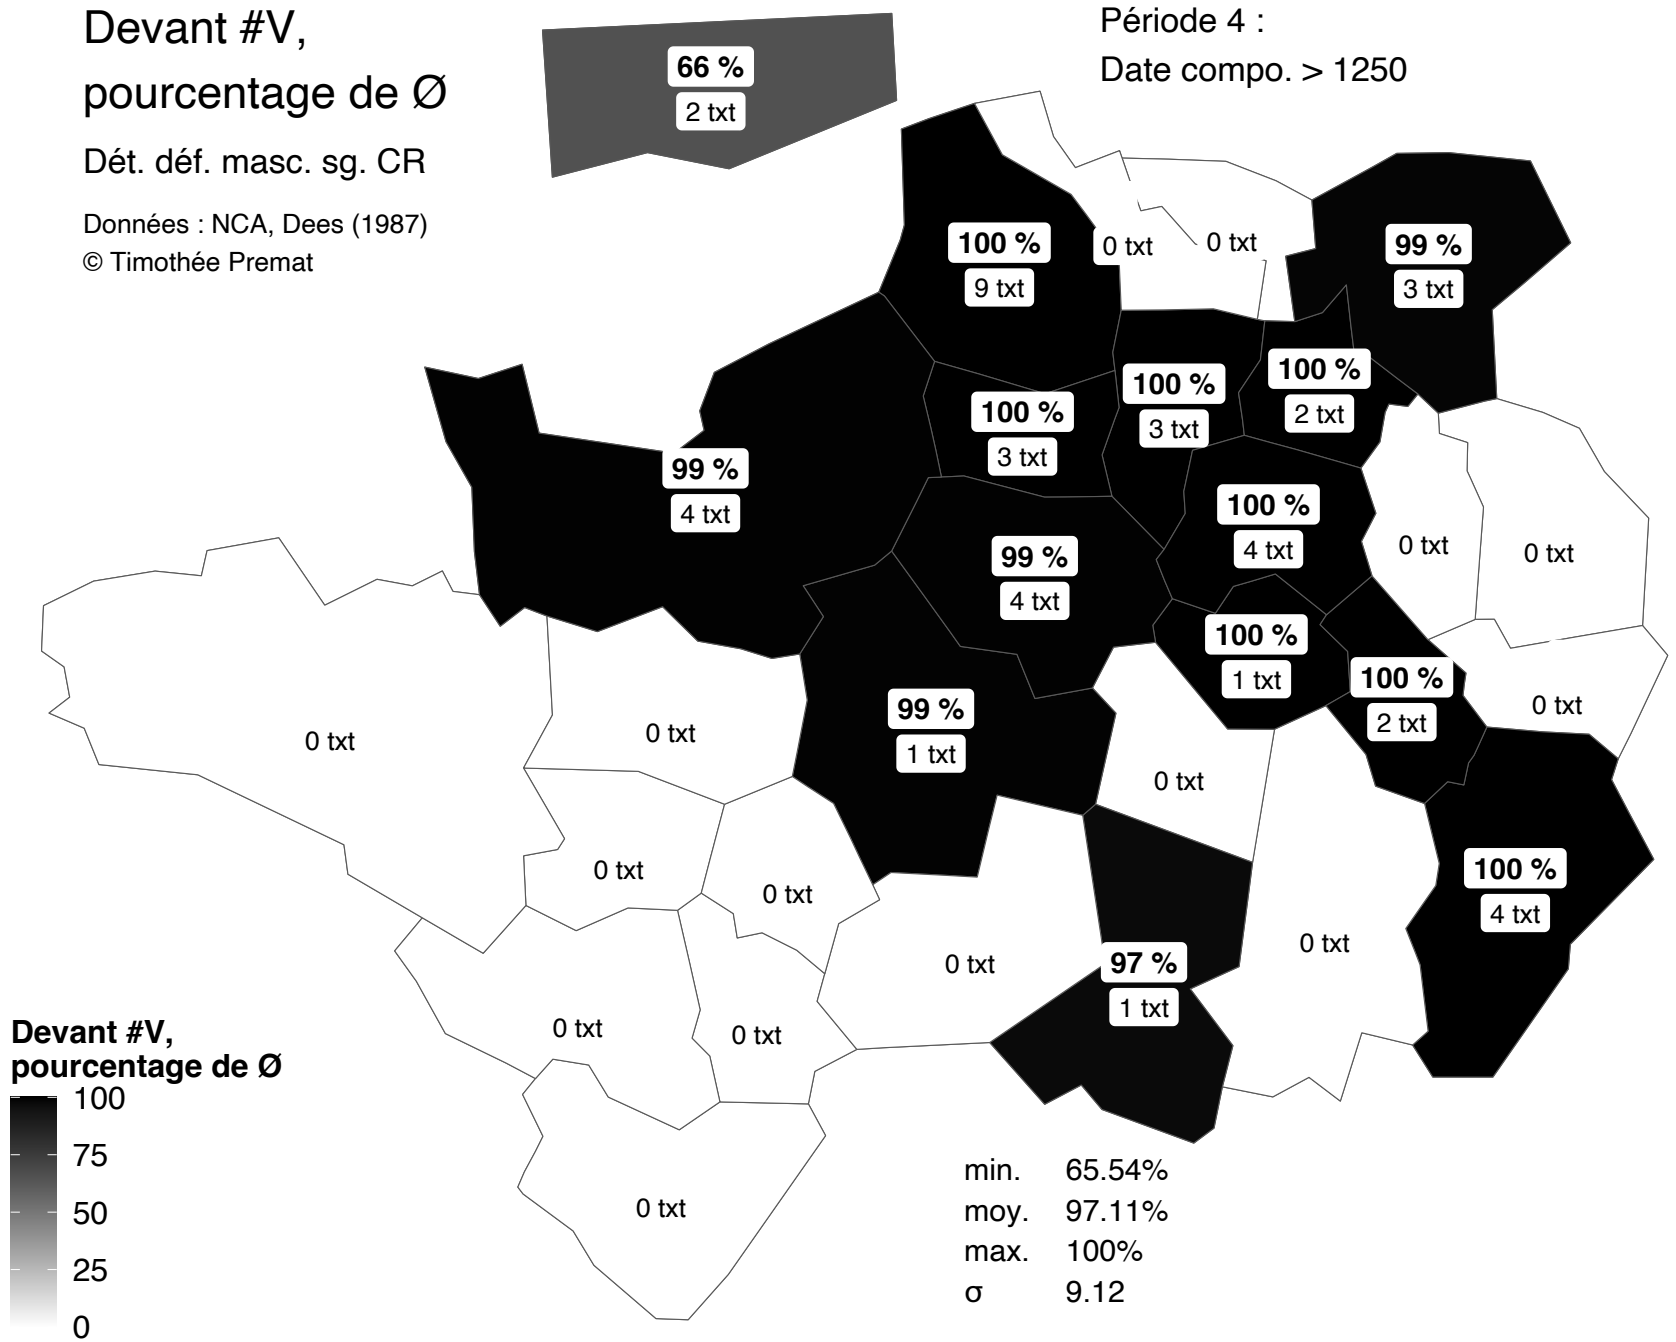 Devant #V,
pourcentage de Ø
Dét. déf. masc. sg. CR
Données : NCA, Dees (1987)
© Timothée Premat
Période 4 :
Date compo. > 1250
66 %
2 txt
100 %
9 txt
0 txt
0 txt
99 %
3 txt
100 %
3 txt
100 %
3 txt
100 %
2 txt
99 %
4 txt
100 %
4 txt
99 %
4 txt
0 txt
0 txt
100 %
1 txt
100 %
2 txt
0 txt
99 %
1 txt
0 txt
0 txt
0 txt
0 txt
0 txt
100 %
4 txt
0 txt
97 %
1 txt
0 txt
0 txt
0 txt
0 txt
Devant #V,
pourcentage de Ø
100
75
50
25
0
min. 65.54%
moy. 97.11%
max. 100%
σ 9.12